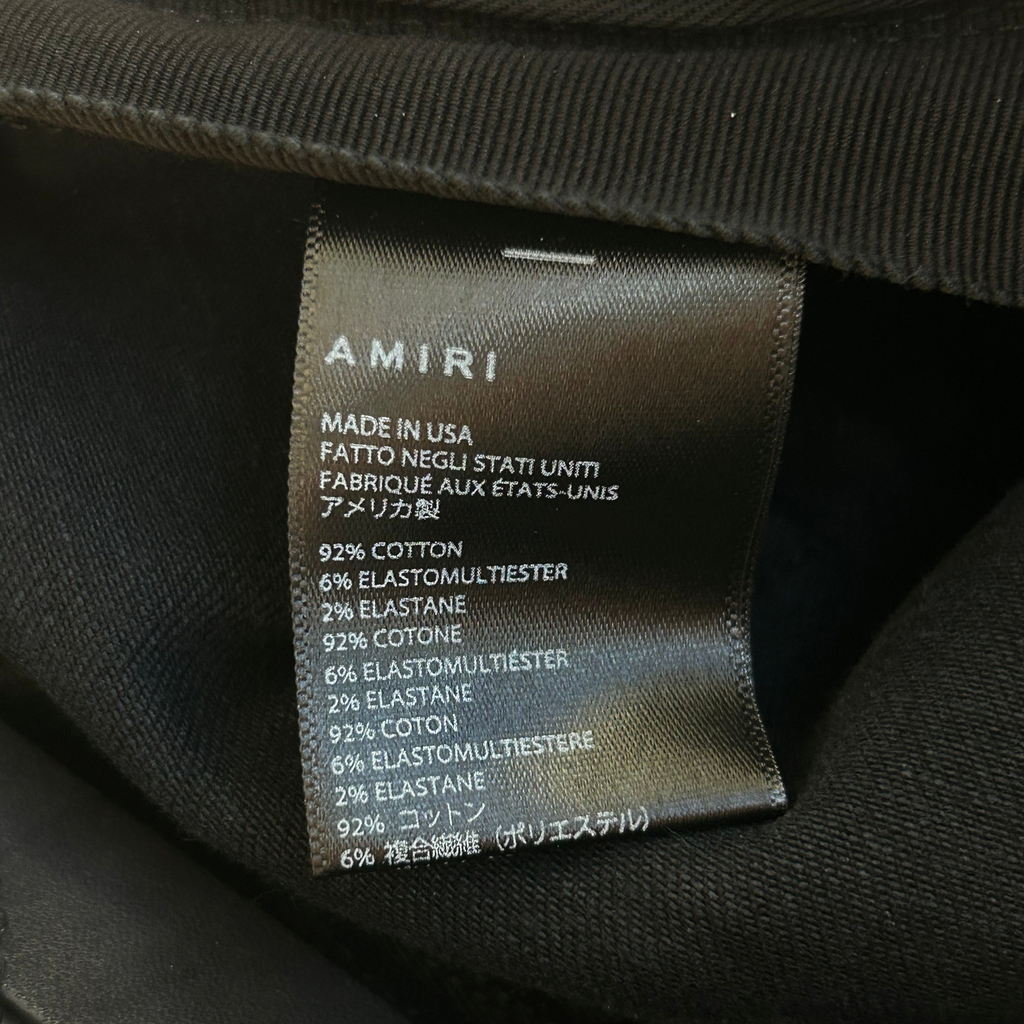 AMIRI
MADE IN USA
FATTO NEGLI STATI UNITI
FABRIQUÉ AUX ÉTATS-UNIS
アメリカ製
92% COTTON
6% ELASTOMULTIESTER
2% ELASTANE
92% COTONE
6% ELASTOMULTIÉSTER
2% ELASTANE
92% COTON
6% ELASTOMULTIESTERE
2% ELASTANE
92% コットン
6% 複合繊維 (ポリエステル)